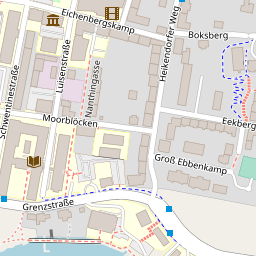 Eichenbergskamp
Boksberg
Heikendorfer Weg
Luisenstraße
Nanthingasse
Schwentinestraße
Moorblöcken
Eekberg
Groß Ebbenkamp
Grenzstraße